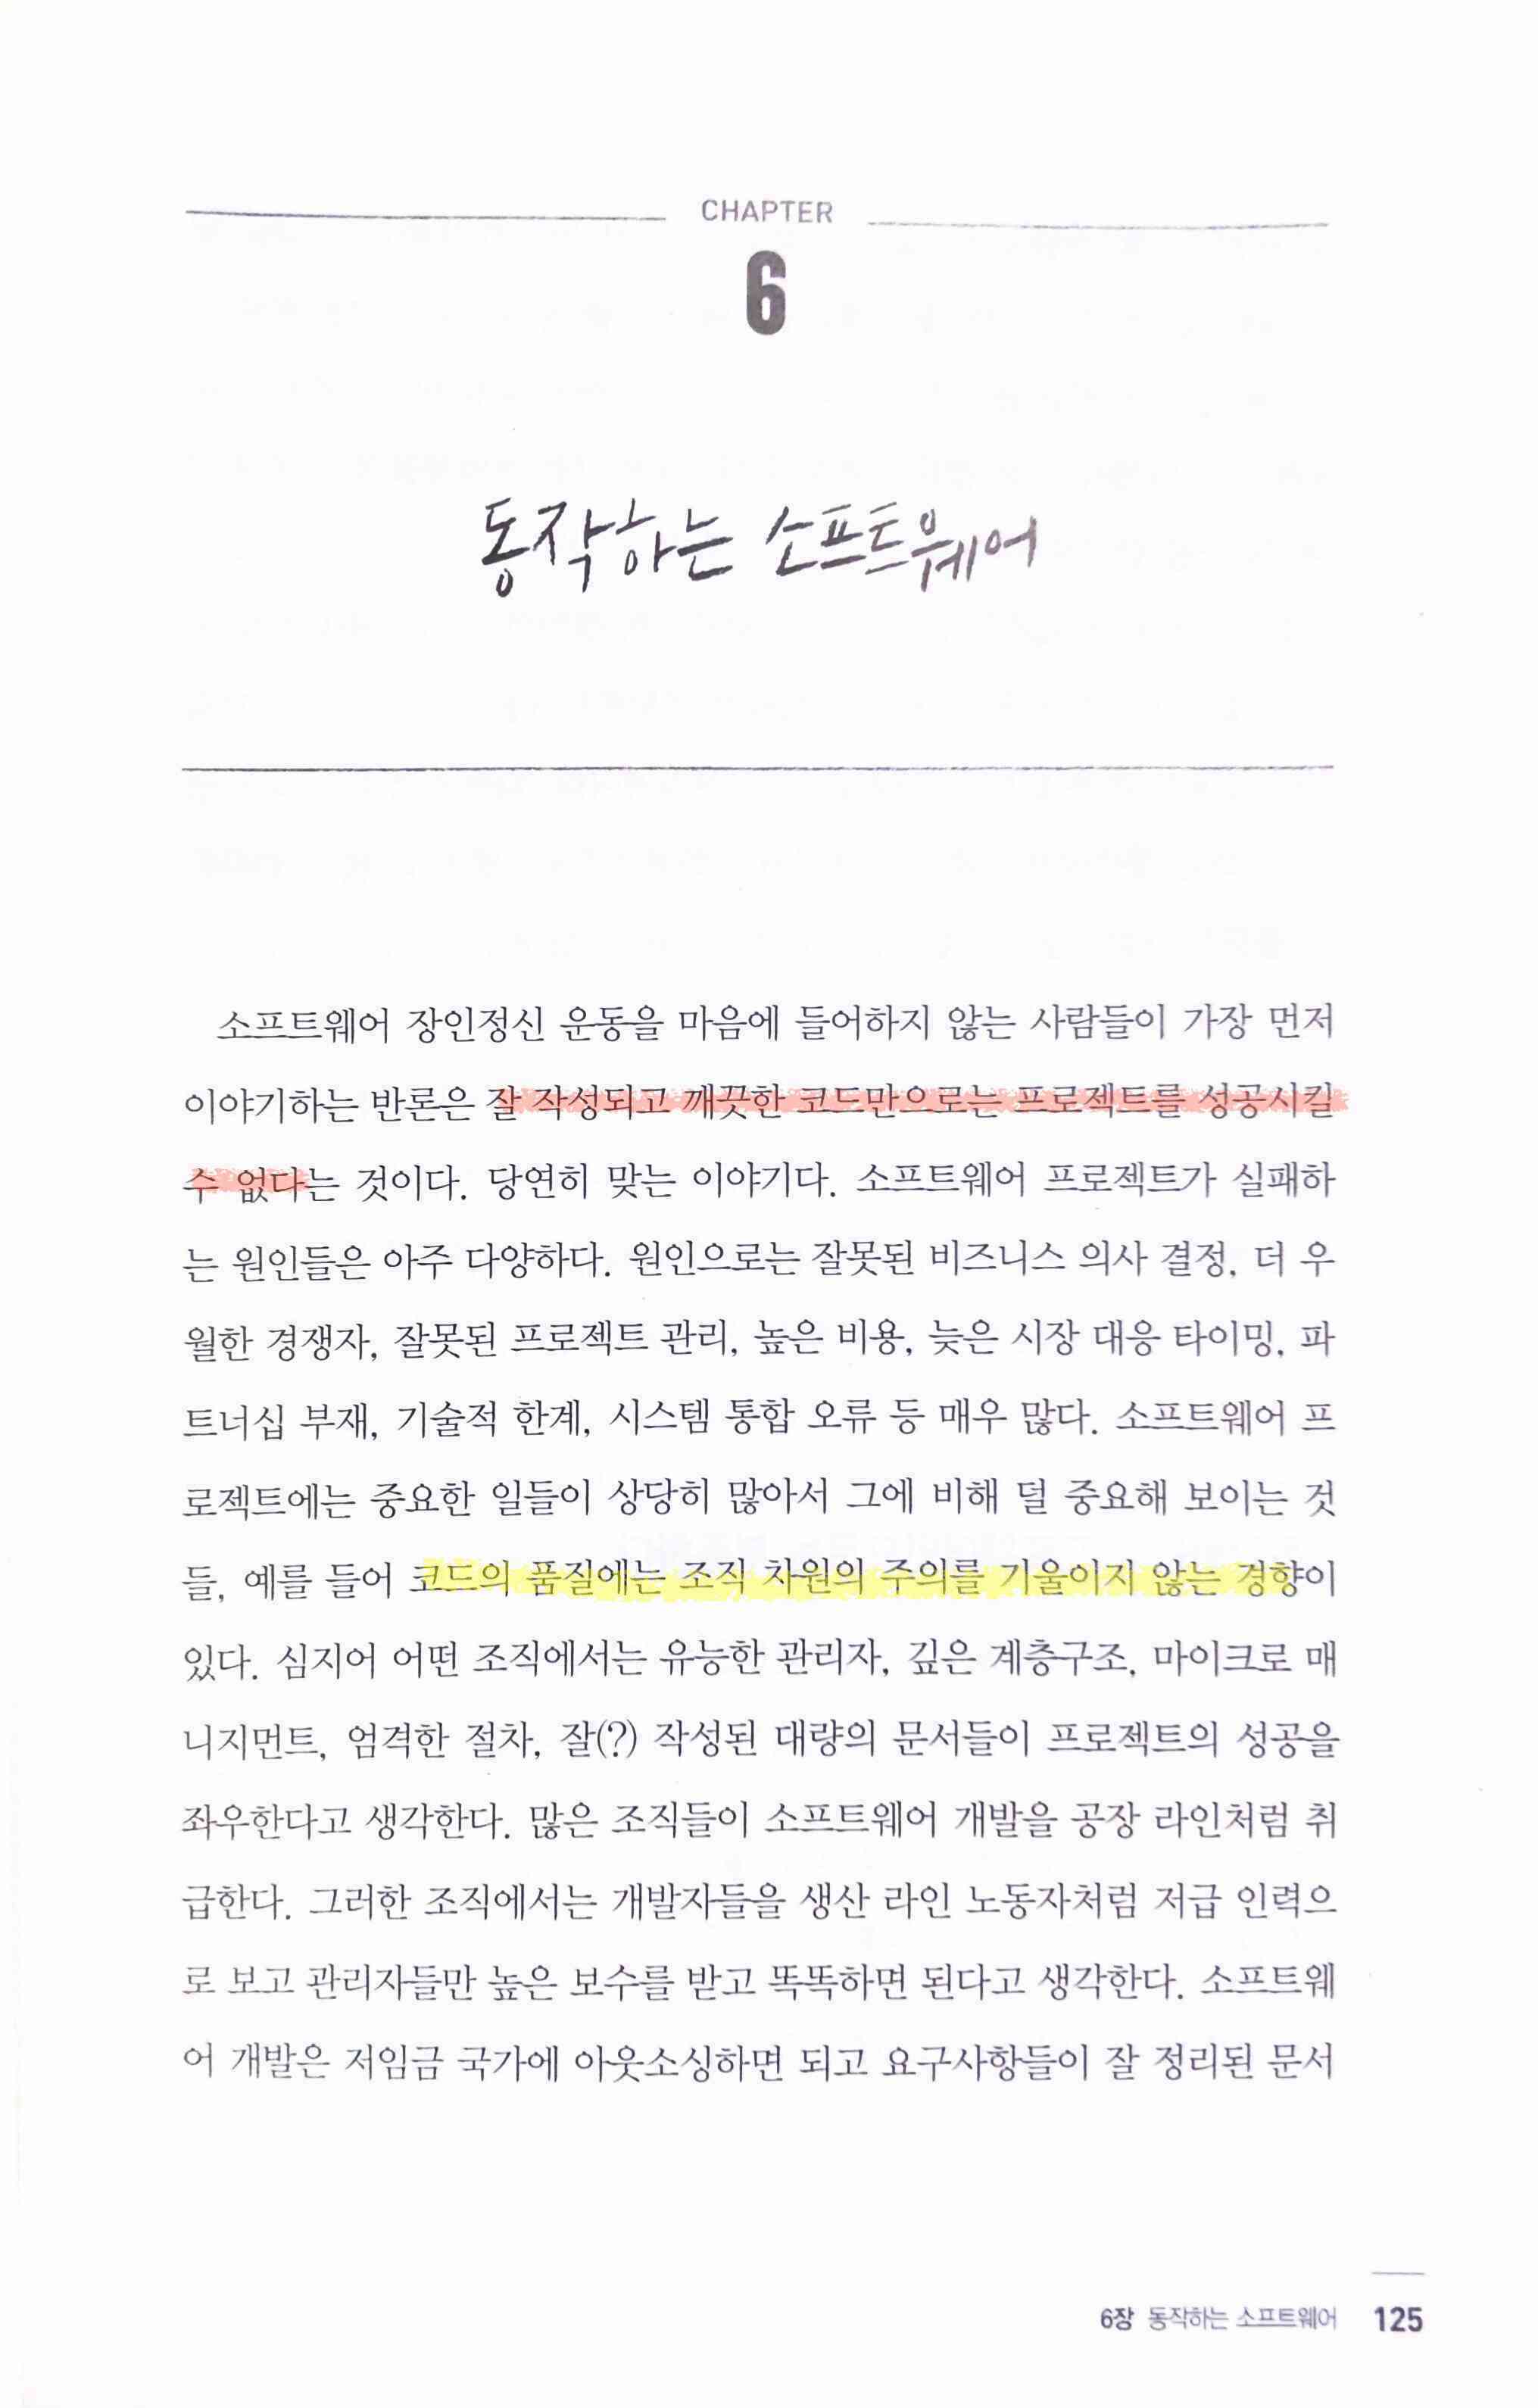 CHAPTER
6
동작하는 소프트웨어
소프트웨어 장인정신 운동을 마음에 들어하지 않는 사람들이 가장 먼저
이야기하는 반론은 잘 작성되고 깨끗한 코드만으로는 프로젝트를 성공시킬
수 없다는 것이다. 당연히 맞는 이야기다. 소프트웨어 프로젝트가 실패하
는 원인들은 아주 다양하다. 원인으로는 잘못된 비즈니스 의사 결정, 더 우
월한 경쟁자, 잘못된 프로젝트 관리, 높은 비용, 늦은 시장 대응 타이밍, 파
트너십 부재, 기술적 한계, 시스템 통합 오류 등 매우 많다. 소프트웨어 프
로젝트에는 중요한 일들이 상당히 많아서 그에 비해 덜 중요해 보이는 것
들, 예를 들어 코드의 품질에는 조직 차원의 주의를 기울이지 않는 경향이
있다. 심지어 어떤 조직에서는 유능한 관리자, 깊은 계층구조, 마이크로 매
니지먼트, 엄격한 절차, 잘(?) 작성된 대량의 문서들이 프로젝트의 성공을
좌우한다고 생각한다. 많은 조직들이 소프트웨어 개발을 공장 라인처럼 취
급한다. 그러한 조직에서는 개발자들을 생산 라인 노동자처럼 저급 인력으
로 보고 관리자들만 높은 보수를 받고 똑똑하면 된다고 생각한다. 소프트웨
어 개발은 저임금 국가에 아웃소싱하면 되고 요구사항들이 잘 정리된 문서
6장 동작하는 소프트웨어 125